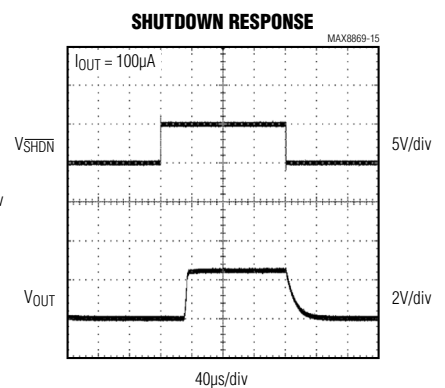 SHUTDOWN RESPONSE
MAX8869-15
IOUT = 100µA
VSHDN
5V/div
v
VOUT
2V/div
40µs/div